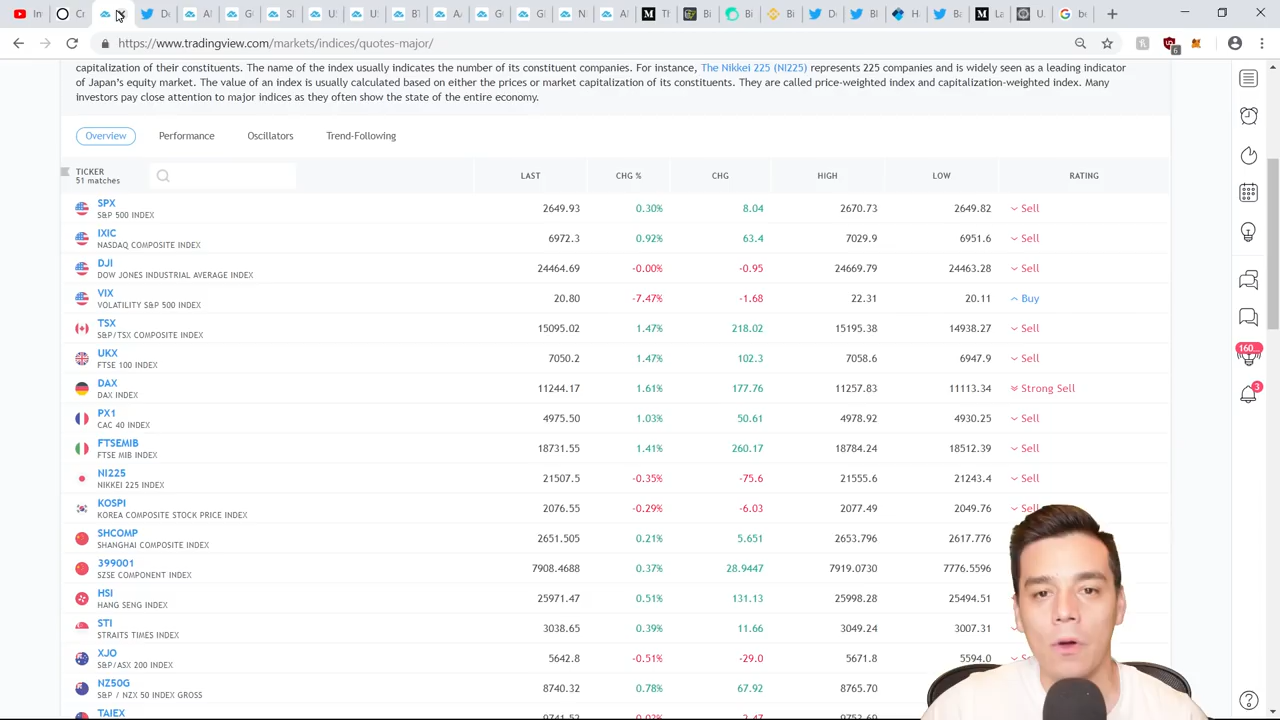 In
Cr
De
Al
G
C
S
U
B'
E
N
Al
Th
Et
Bi
Bi
Ha
Ba
La
U.
be
https://www.tradingview.com/markets/indices/quotes-major/
6
capitalization of their constituents. The name of the index usually indicates the number of its constituent companies. For instance, The Nikkei 225 (NI225) represents 225 companies and is widely seen as a leading indicator
of Japan's equity market. The value of an index is usually calculated based on either the prices or market capitalization of its constituents. They are called price-weighted index and capitalization-weighted index. Many
investors pay close attention to major indices as they often show the state of the entire economy.
Overview Performance Oscillators Trend-Following
TICKER LAST CHG % CHG HIGH LOW RATING
51 matches
SPX 2649.93 0.30% 8.04 2670.73 2649.82 Sell
S&P 500 INDEX
IXIC 6972.3 0.92% 63.4 7029.9 6951.6 Sell
NASDAQ COMPOSITE INDEX
DJI 24464.69 -0.00% -0.95 24669.79 24463.28 Sell
DOW JONES INDUSTRIAL AVERAGE INDEX
VIX 20.80 -7.47% -1.68 22.31 20.11 Buy
VOLATILITY S&P 500 INDEX
TSX 15095.02 1.47% 218.02 15195.38 14938.27 Sell
S&P/TSX COMPOSITE INDEX
UKX 7050.2 1.47% 102.3 7058.6 6947.9 Sell
FTSE 100 INDEX
DAX 11244.17 1.61% 177.76 11257.83 11113.34 Strong Sell
DAX INDEX
PX1 4975.50 1.03% 50.61 4978.92 4930.25 Sell
CAC 40 INDEX
FTSEMIB 18731.55 1.41% 260.17 18784.24 18512.39 Sell
FTSE MIB INDEX
NI225 21507.5 -0.35% -75.6 21555.6 21243.4 Sell
NIKKEI 225 INDEX
KOSPI 2076.55 -0.29% -6.03 2077.49 2049.76 Sell
KOREA COMPOSITE STOCK PRICE INDEX
SHCOMP 2651.505 0.21% 5.651 2653.796 2617.776
SHANGHAI COMPOSITE INDEX
399001 7908.4688 0.37% 28.9447 7919.0730 7776.5596
SZSE COMPONENT INDEX
HSI 25971.47 0.51% 131.13 25998.28 25494.51
HANG SENG INDEX
STI 3038.65 0.39% 11.66 3049.24 3007.31
STRAITS TIMES INDEX
XJO 5642.8 -0.51% -29.0 5671.8 5594.0
S&P/ASX 200 INDEX
NZ50G 8740.32 0.78% 67.92 8765.70
S&P / NZX 50 INDEX GROSS
TAIEX
160...
3